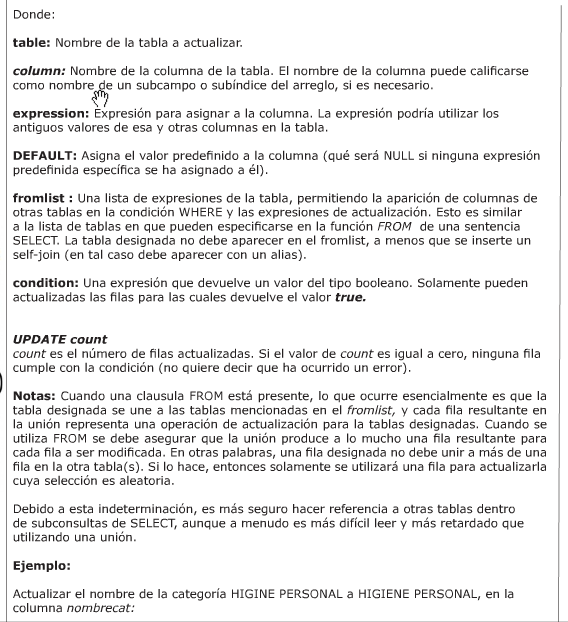 Donde:
table: Nombre de la tabla a actualizar.
column: Nombre de la columna de la tabla. El nombre de la columna puede calificarse
como nombre de un subcampo o subíndice del arreglo, si es necesario.
expression: Expresión para asignar a la columna. La expresión podría utilizar los
antiguos valores de esa y otras columnas en la tabla.
DEFAULT: Asigna el valor predefinido a la columna (qué será NULL si ninguna expresión
predefinida específica se ha asignado a él).
fromlist : Una lista de expresiones de la tabla, permitiendo la aparición de columnas de
otras tablas en la condición WHERE y las expresiones de actualización. Esto es similar
a la lista de tablas en que pueden especificarse en la función FROM de una sentencia
SELECT. La tabla designada no debe aparecer en el fromlist, a menos que se inserte un
self-join (en tal caso debe aparecer con un alias).
condition: Una expresión que devuelve un valor del tipo booleano. Solamente pueden
actualizadas las filas para las cuales devuelve el valor true.
UPDATE count
count es el número de filas actualizadas. Si el valor de count es igual a cero, ninguna fila
cumple con la condición (no quiere decir que ha ocurrido un error).
Notas: Cuando una clausula FROM está presente, lo que ocurre esencialmente es que la
tabla designada se une a las tablas mencionadas en el fromlist, y cada fila resultante en
la unión representa una operación de actualización para la tablas designadas. Cuando se
utiliza FROM se debe asegurar que la unión produce a lo mucho una fila resultante para
cada fila a ser modificada. En otras palabras, una fila designada no debe unir a más de una
fila en la otra tabla(s). Si lo hace, entonces solamente se utilizará una fila para actualizarla
cuya selección es aleatoria.
Debido a esta indeterminación, es más seguro hacer referencia a otras tablas dentro
de subconsultas de SELECT, aunque a menudo es más difícil leer y más retardado que
utilizando una unión.
Ejemplo:
Actualizar el nombre de la categoría HIGINE PERSONAL a HIGIENE PERSONAL, en la
columna nombrecat: